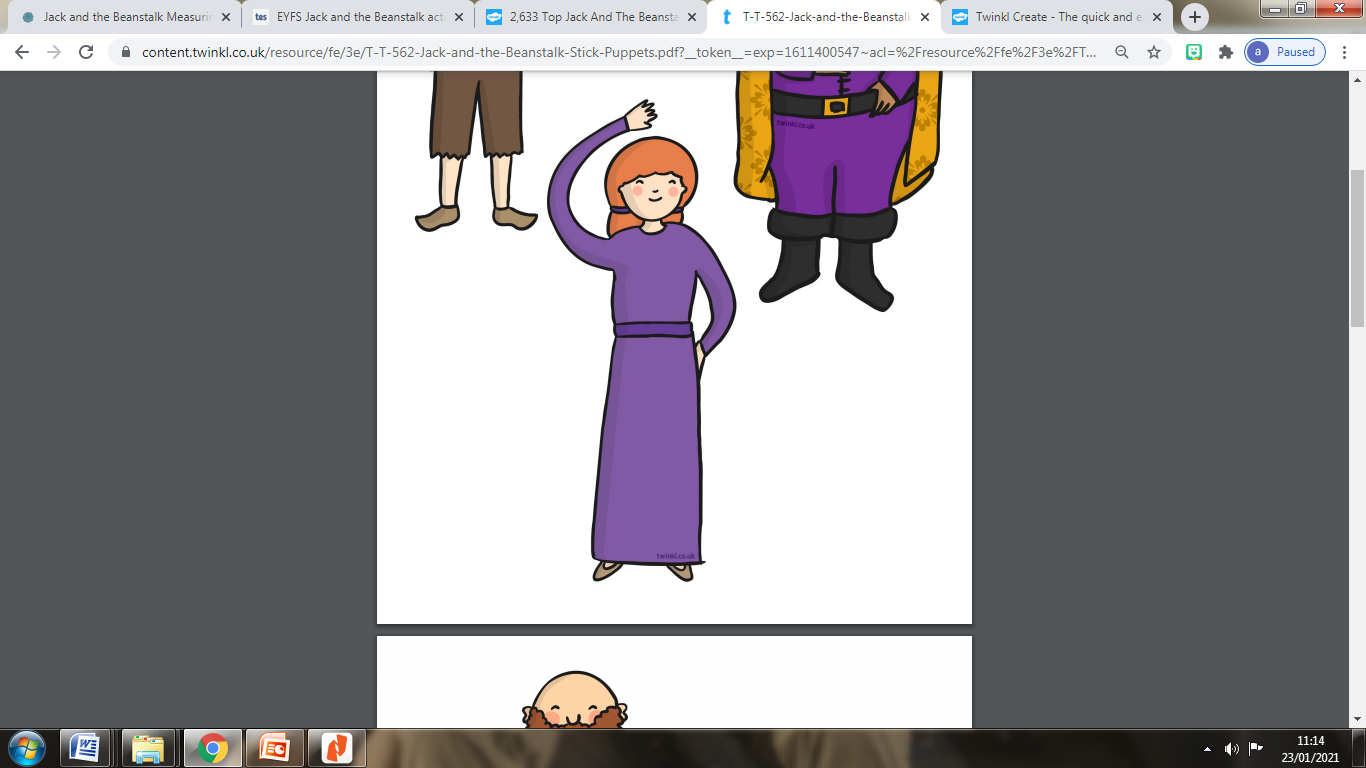 Jack and the Beanstalk Measurin
tes EYFS Jack and the Beanstalk acti
2,633 Top Jack And The Beansta
t T-T-562-Jack-and-the-Beanstalk
Twinkl Create - The quick and e
content.twinkl.co.uk/resource/fe/3e/T-T-562-Jack-and-the-Beanstalk-Stick-Puppets.pdf?__token__=exp=1611400547~acl=%2Fresource%2Ffe%2F3e%2FT...
a Paused
twinkl.co.uk
twinkl.co.uk
11:14
23/01/2021